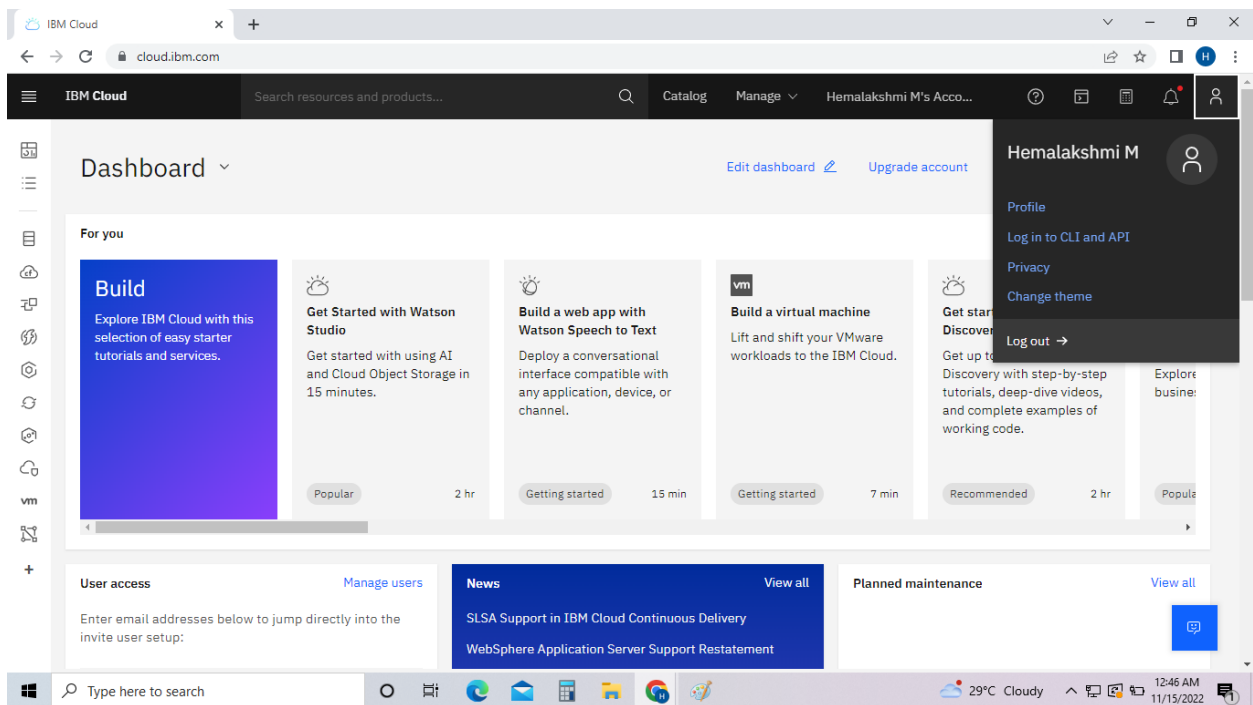 IBM Cloud
cloud.ibm.com
H
IBM Cloud
Search resources and products...
Catalog
Manage
Hemalakshmi M's Acco...
Dashboard
Edit dashboard
Upgrade account
Hemalakshmi M
Profile
Log in to CLI and API
Privacy
Change theme
Log out →
For you
Build
Explore IBM Cloud with this
selection of easy starter
tutorials and services.
Get Started with Watson
Studio
Get started with using AI
and Cloud Object Storage in
15 minutes.
Popular
2 hr
Build a web app with
Watson Speech to Text
Deploy a conversational
interface compatible with
any application, device, or
channel.
Getting started
15 min
vm
Build a virtual machine
Lift and shift your VMware
workloads to the IBM Cloud.
Getting started
7 min
Get star
Discover
Get up to
Discovery with step-by-step
tutorials, deep-dive videos,
and complete examples of
working code.
Recommended
2 hr
Explore
busines
Popula
vm
User access
Manage users
Enter email addresses below to jump directly into the
invite user setup:
News
View all
SLSA Support in IBM Cloud Continuous Delivery
WebSphere Application Server Support Restatement
Planned maintenance
View all
Type here to search
29°C Cloudy
12:46 AM
11/15/2022